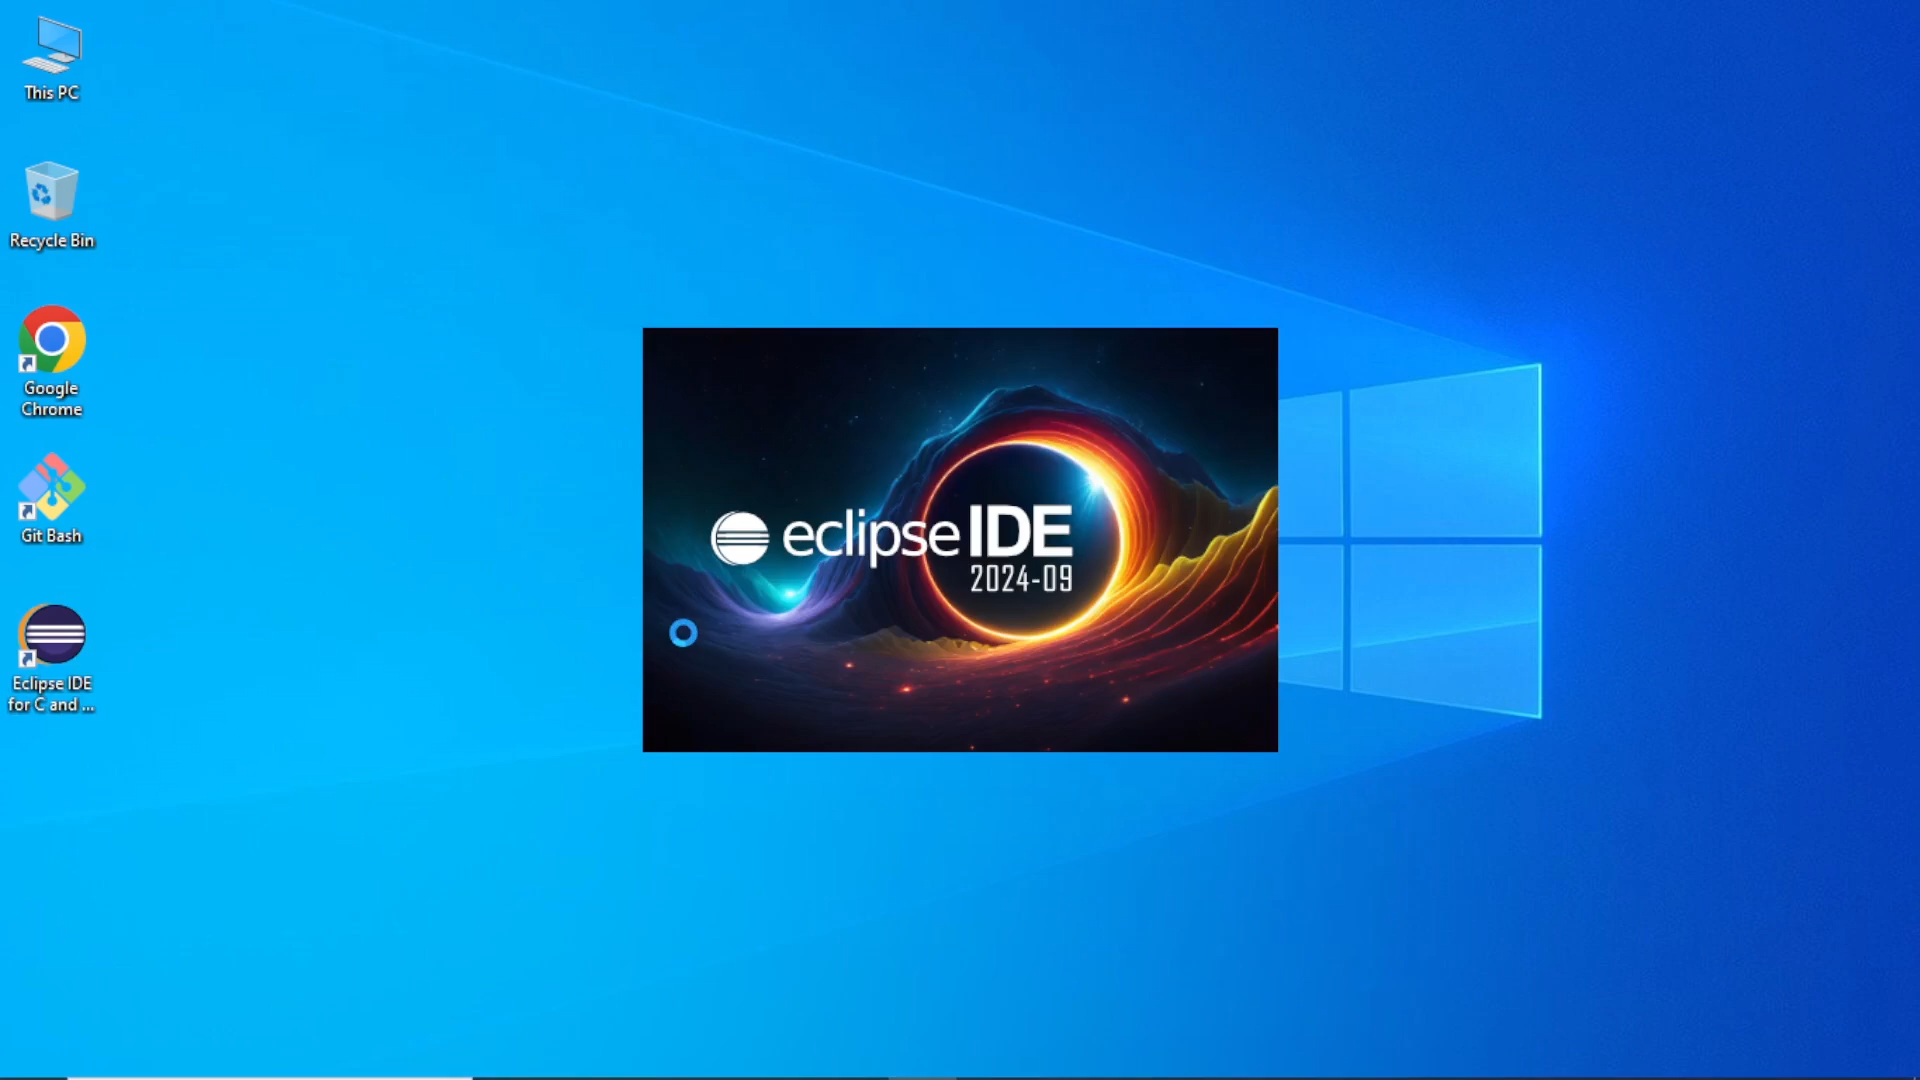 This PC
Recycle Bin
Google
Chrome
Git Bash
Eclipse IDE
for C and ...
eclipse IDE
2024-09